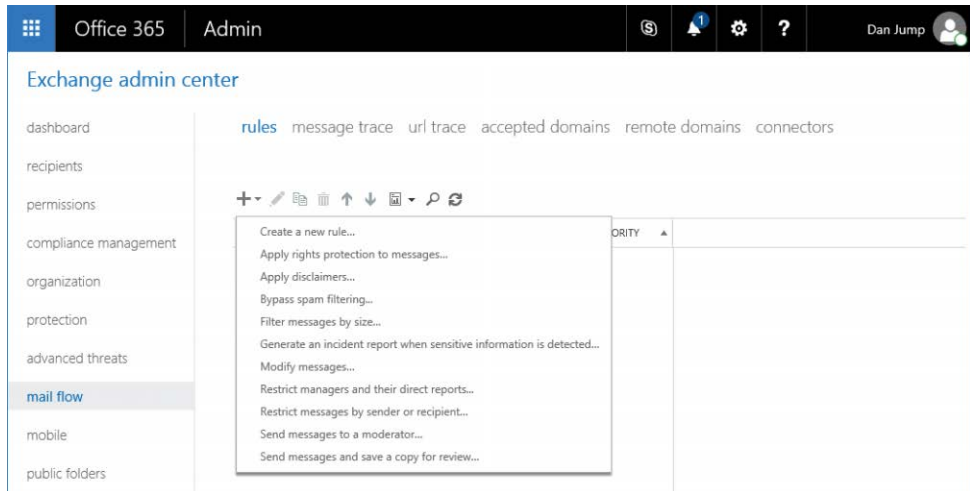 Office 365 Admin 1 ? Dan Jump
Exchange admin center
dashboard
rules message trace url trace accepted domains remote domains connectors
recipients
permissions
compliance management
ORITY
organization
protection
advanced threats
mail flow
mobile
public folders
Create a new rule...
Apply rights protection to messages...
Apply disclaimers...
Bypass spam filtering...
Filter messages by size...
Generate an incident report when sensitive information is detected...
Modify messages...
Restrict managers and their direct reports...
Restrict messages by sender or recipient...
Send messages to a moderator...
Send messages and save a copy for review...